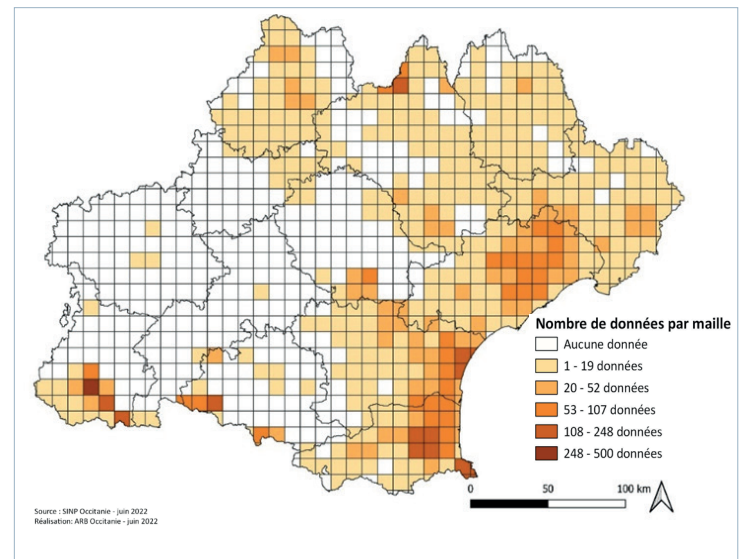 Nombre de données par maille
Aucune donnée
1 - 19 données
20 - 52 données
53 - 107 données
108 - 248 données
248 - 500 données
0 50 100 km
Source : SINP Occitanie - juin 2022
Réalisation: ARB Occitanie - juin 2022